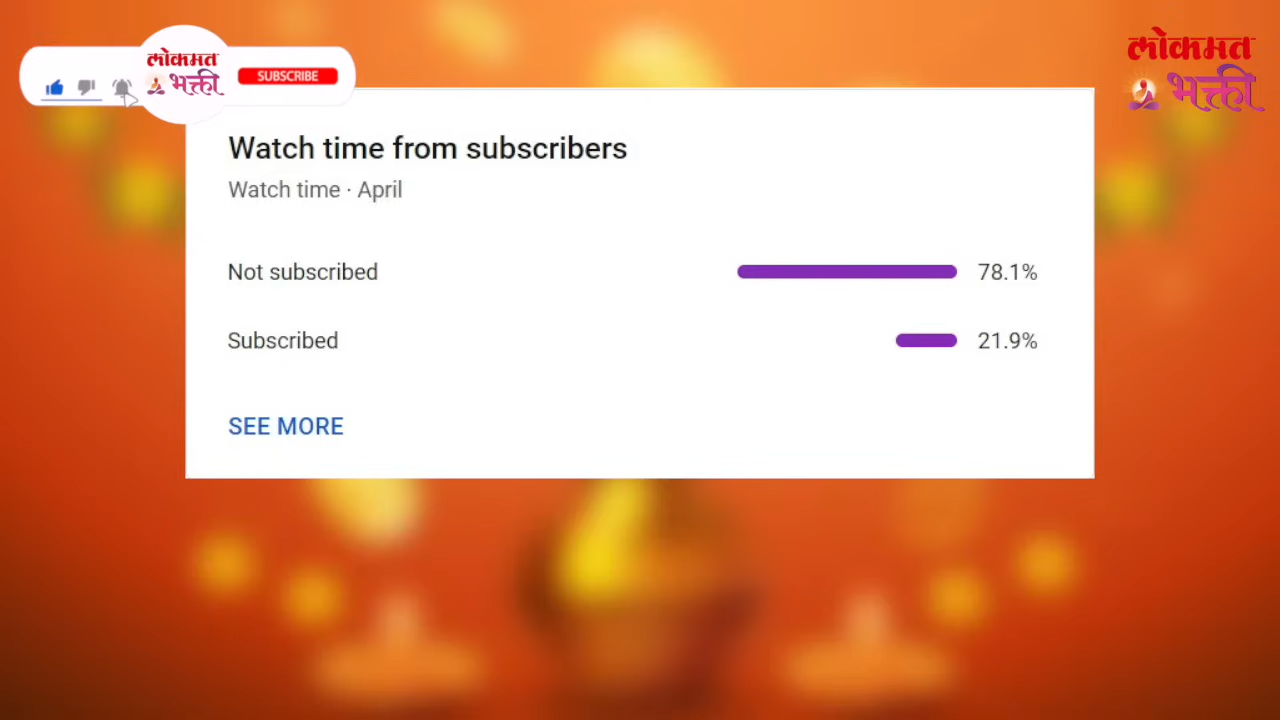 लोकमत
भक्ती
SUBSCRIBE
लोकमत
भक्ती
Watch time from subscribers
Watch time · April
Not subscribed 78.1%
Subscribed 21.9%
SEE MORE